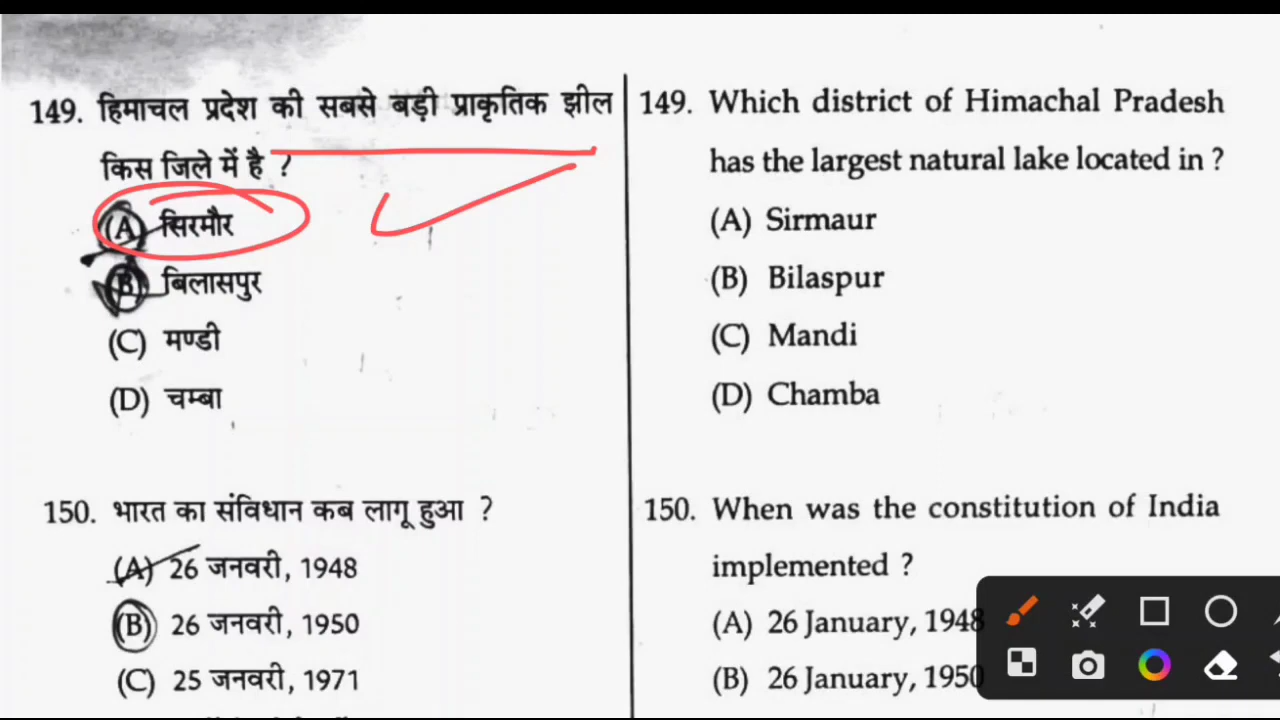 149. हिमाचल प्रदेश की सबसे बड़ी प्राकृतिक झील
किस जिले में है ?
(A) सिरमौर
(B) बिलासपुर
(C) मण्डी
(D) चम्बा
150. भारत का संविधान कब लागू हुआ ?
(A) 26 जनवरी, 1948
(B) 26 जनवरी, 1950
(C) 25 जनवरी, 1971
149. Which district of Himachal Pradesh
has the largest natural lake located in ?
(A) Sirmaur
(B) Bilaspur
(C) Mandi
(D) Chamba
150. When was the constitution of India
implemented ?
(A) 26 January, 1948
(B) 26 January, 1950